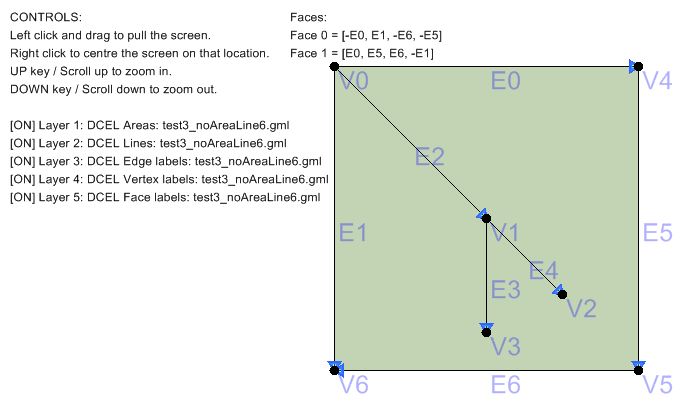 CONTROLS:
Left click and drag to pull the screen.
Right click to centre the screen on that location.
UP key / Scroll up to zoom in.
DOWN key / Scroll down to zoom out.
[ON] Layer 1: DCEL Areas: test3_noAreaLine6.gml
[ON] Layer 2: DCEL Lines: test3_noAreaLine6.gml
[ON] Layer 3: DCEL Edge labels: test3_noAreaLine6.gml
[ON] Layer 4: DCEL Vertex labels: test3_noAreaLine6.gml
[ON] Layer 5: DCEL Face labels: test3_noAreaLine6.gml
Faces:
Face 0 = [-E0, E1, -E6, -E5]
Face 1 = [E0, E5, E6, -E1]
V0
E0
V4
E2
E1
V1
E5
E4
E3
V2
V3
V6
E6
V5